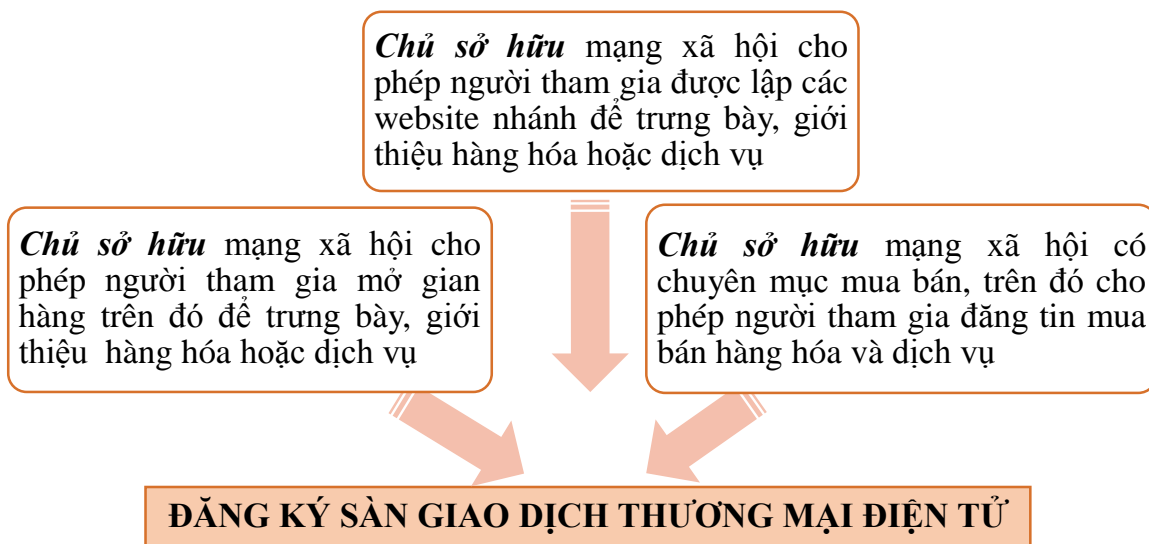 Chủ sở hữu mạng xã hội cho
phép người tham gia được lập các
website nhánh để trưng bày, giới
thiệu hàng hóa hoặc dịch vụ
Chủ sở hữu mạng xã hội cho
phép người tham gia mở gian
hàng trên đó để trưng bày, giới
thiệu hàng hóa hoặc dịch vụ
Chủ sở hữu mạng xã hội có
chuyên mục mua bán, trên đó cho
phép người tham gia đăng tin mua
bán hàng hóa và dịch vụ
ĐĂNG KÝ SÀN GIAO DỊCH THƯƠNG MẠI ĐIỆN TỬ